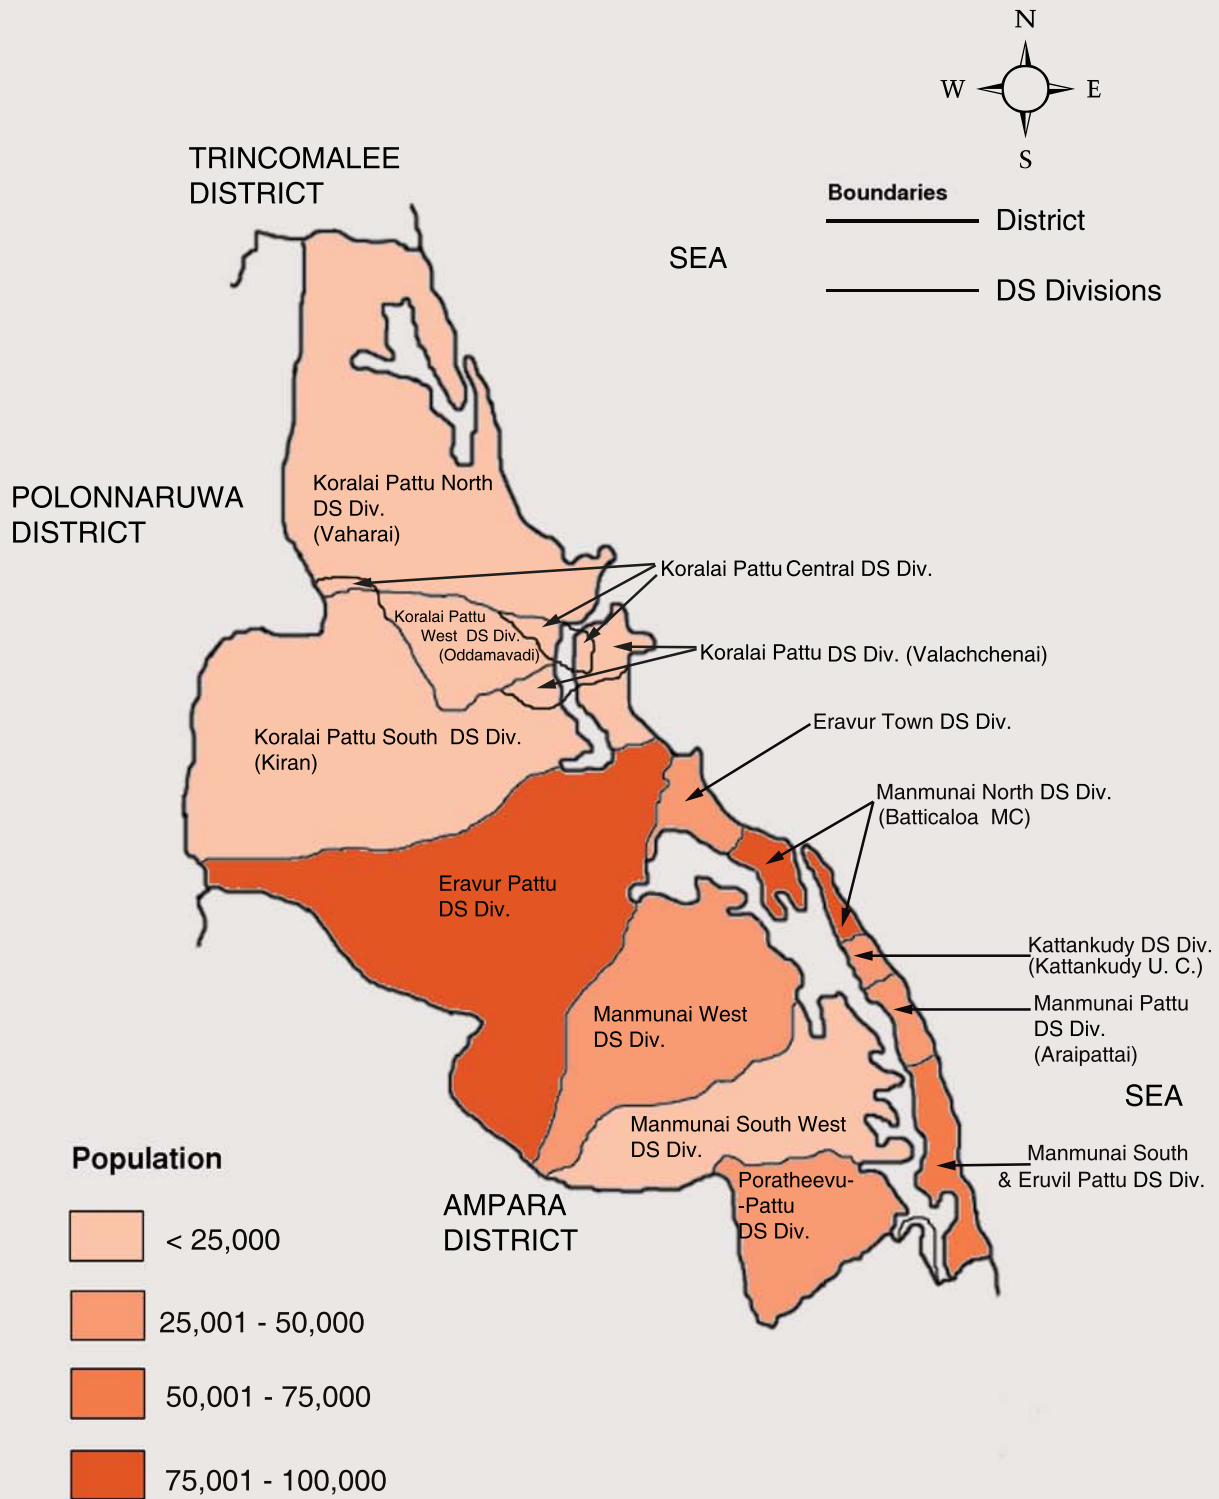 N
W E
S
TRINCOMALEE
DISTRICT
Boundaries
District
SEA
DS Divisions
Koralai Pattu North
DS Div.
(Vaharai)
POLONNARUWA
DISTRICT
Koralai Pattu Central DS Div.
Koralai Pattu
West DS Div.
(Oddamavadi)
Koralai Pattu DS Div. (Valachchenai)
Eravur Town DS Div.
Koralai Pattu South DS Div.
(Kiran)
Manmunai North DS Div.
(Batticaloa MC)
Eravur Pattu
DS Div.
Kattankudy DS Div.
(Kattankudy U. C.)
Manmunai West
DS Div.
Manmunai Pattu
DS Div.
(Araipattai)
SEA
Manmunai South West
DS Div.
Manmunai South
& Eruvil Pattu DS Div.
Poratheevu-
-Pattu
DS Div.
AMPARA
DISTRICT
Population
< 25,000
25,001 - 50,000
50,001 - 75,000
75,001 - 100,000